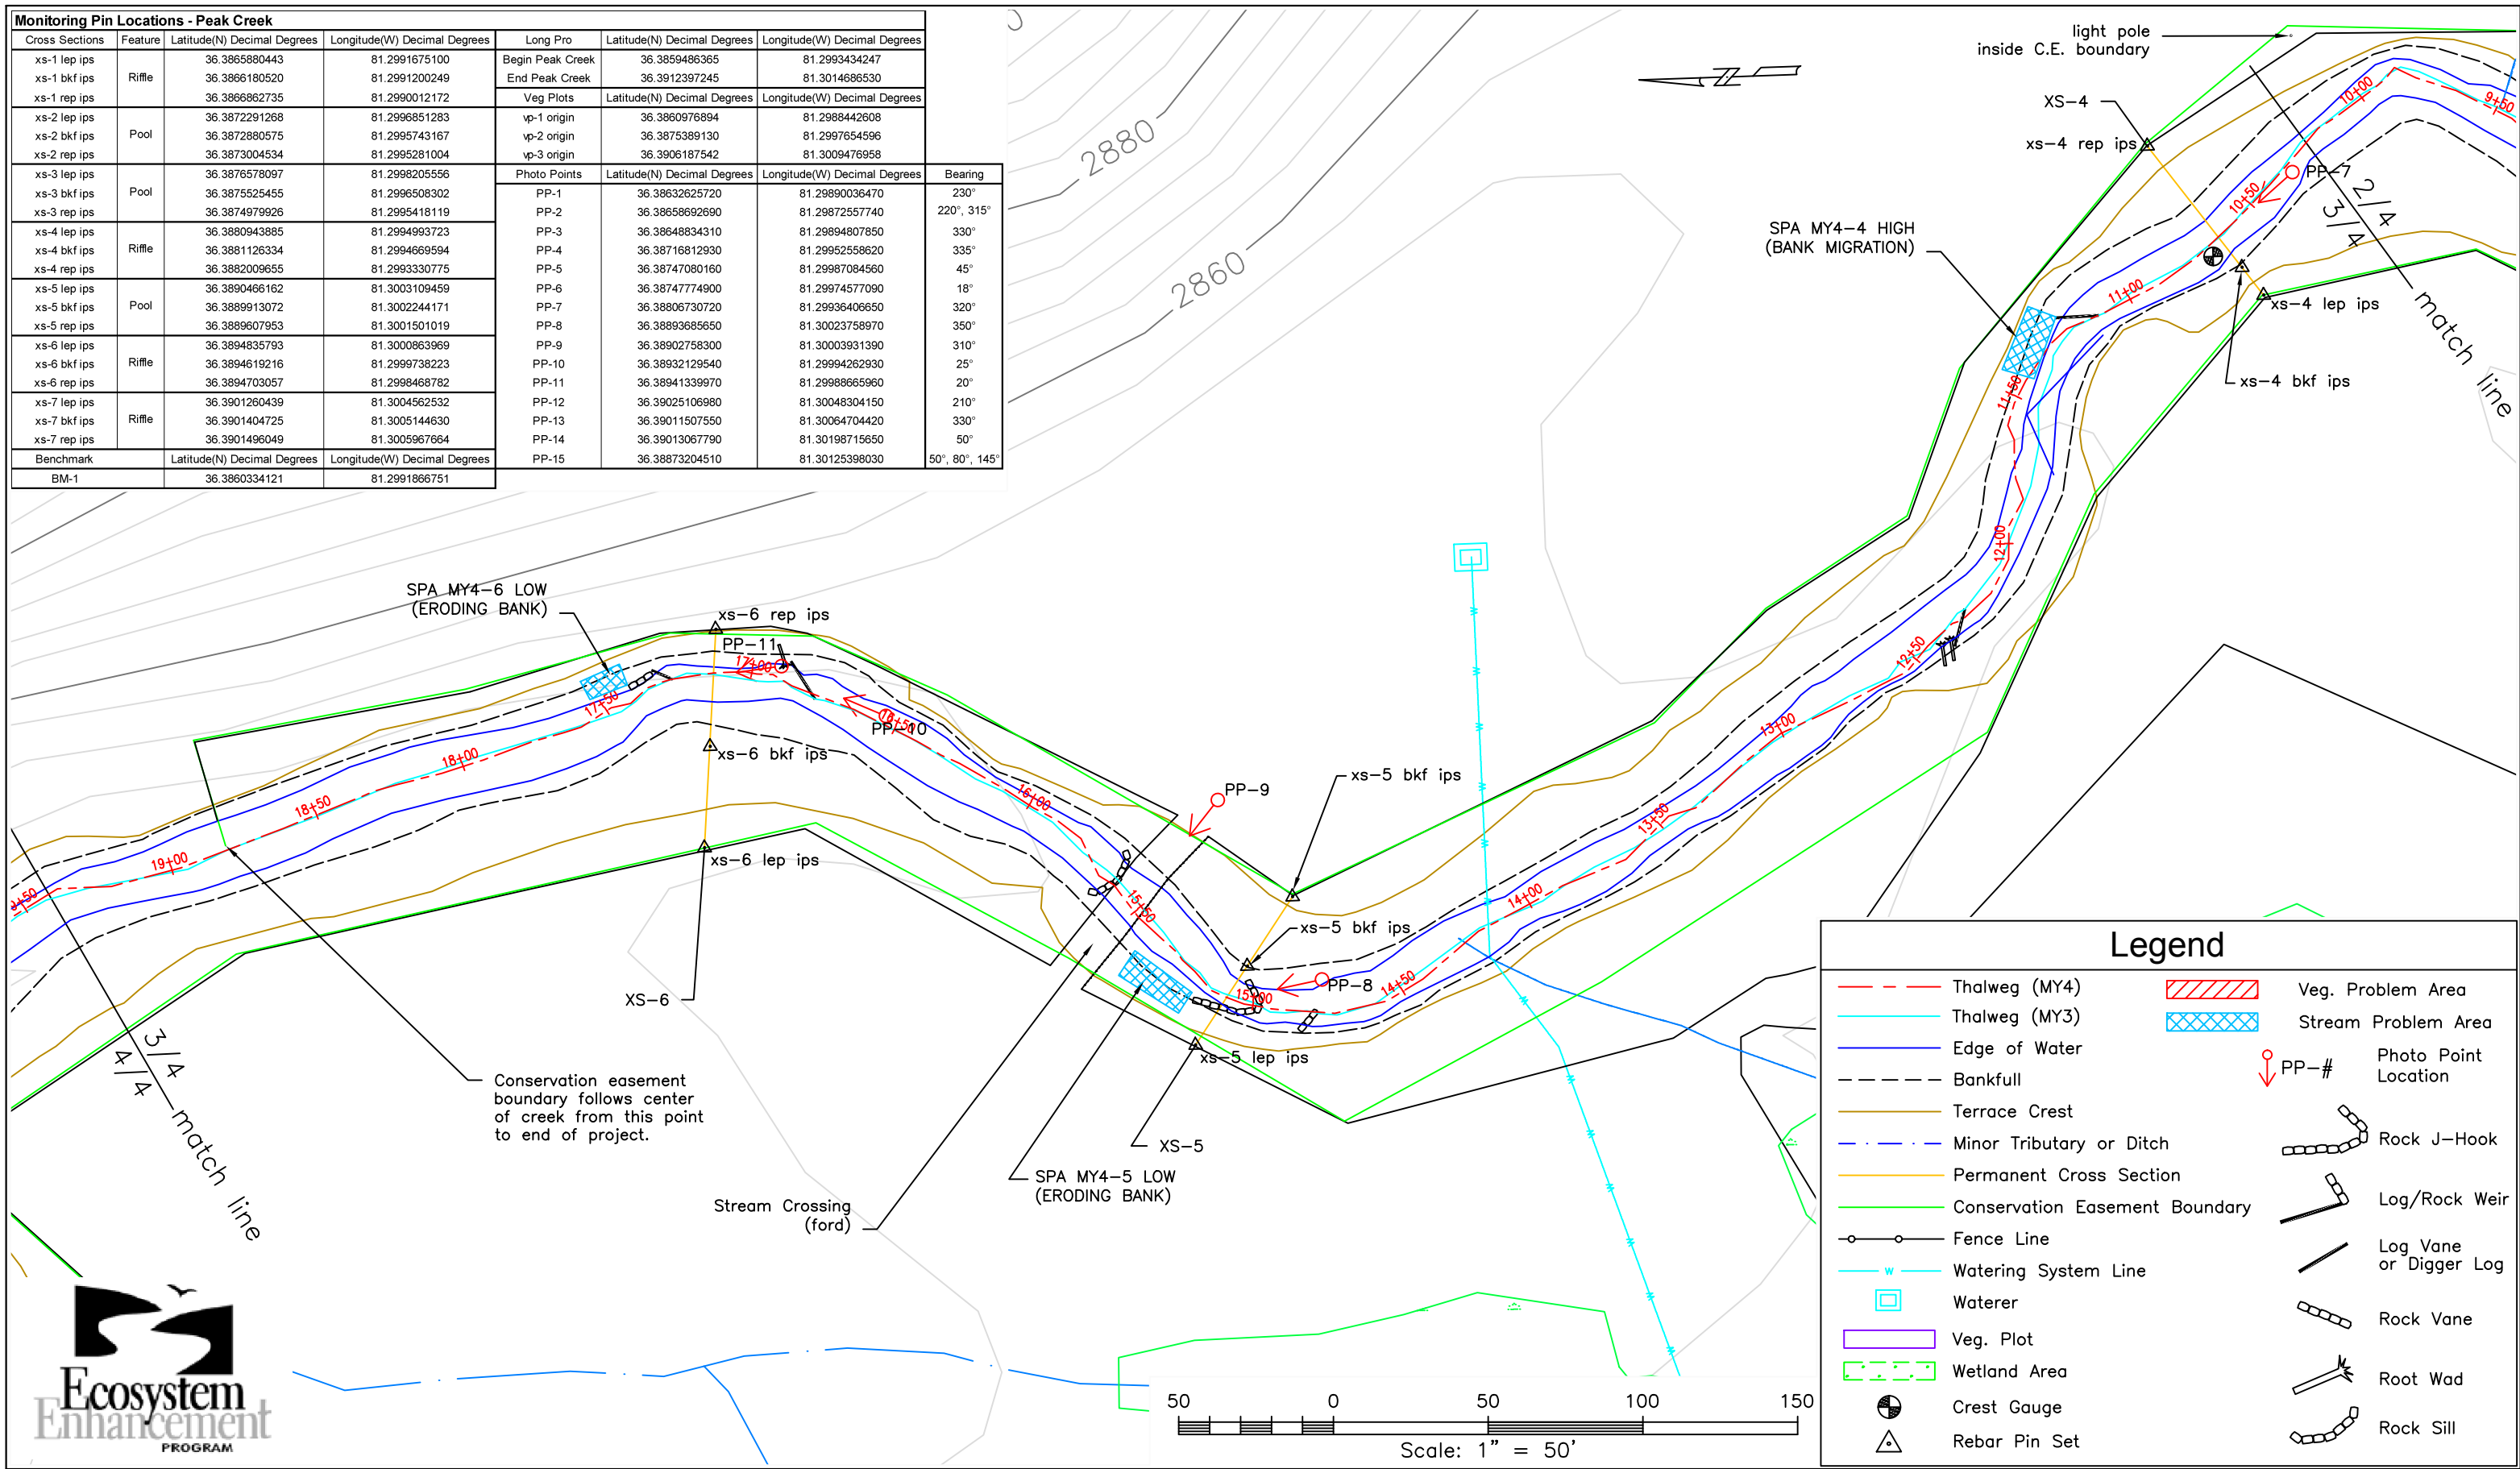 Monitoring Pin Locations - Peak Creek
Cross Sections Feature Latitude(N) Decimal Degrees Longitude(W) Decimal Degrees Long Pro Latitude(N) Decimal Degrees Longitude(W) Decimal Degrees
xs-1 lep ips 36.3865880443 81.2991675100 Begin Peak Creek 36.3859486365 81.2993434247
xs-1 bkf ips Riffle 36.3866180520 81.2991200249 End Peak Creek 36.3912397245 81.3014686530
xs-1 rep ips 36.3866862735 81.2990012172 Veg Plots Latitude(N) Decimal Degrees Longitude(W) Decimal Degrees
xs-2 lep ips 36.3872291268 81.2996851283 vp-1 origin 36.3860976894 81.2988442608
xs-2 bkf ips Pool 36.3872880575 81.2995743167 vp-2 origin 36.3875389130 81.2997654596
xs-2 rep ips 36.3873004534 81.2995281004 vp-3 origin 36.3906187542 81.3009476958
xs-3 lep ips 36.3876578097 81.2998205556 Photo Points Latitude(N) Decimal Degrees Longitude(W) Decimal Degrees Bearing
xs-3 bkf ips Pool 36.3875525455 81.2996508302 PP-1 36.38632625720 81.29890036470 230°
xs-3 rep ips 36.3874979926 81.2995418119 PP-2 36.38658692690 81.29872557740 220°, 315°
xs-4 lep ips 36.3880943885 81.2994993723 PP-3 36.38648834310 81.29894807850 330°
xs-4 bkf ips Riffle 36.3881126334 81.2994669594 PP-4 36.38716812930 81.29952558620 335°
xs-4 rep ips 36.3882009655 81.2993330775 PP-5 36.38747080160 81.29987084560 45°
xs-5 lep ips 36.3890466162 81.3003109459 PP-6 36.38747774900 81.29974577090 18°
xs-5 bkf ips Pool 36.3889913072 81.3002244171 PP-7 36.38806730720 81.29936406650 320°
xs-5 rep ips 36.3889607953 81.3001501019 PP-8 36.38893685650 81.30023758970 350°
xs-6 lep ips 36.3894835793 81.3000863969 PP-9 36.38902758300 81.30003931390 310°
xs-6 bkf ips Riffle 36.3894619216 81.2999738223 PP-10 36.38932129540 81.29994262930 25°
xs-6 rep ips 36.3894703057 81.2998468782 PP-11 36.38941339970 81.29988665960 20°
xs-7 lep ips 36.3901260439 81.3004562532 PP-12 36.39025106980 81.30048304150 210°
xs-7 bkf ips Riffle 36.3901404725 81.3005144630 PP-13 36.39011507550 81.30064704420 330°
xs-7 rep ips 36.3901496049 81.3005967664 PP-14 36.39013067790 81.30198715650 50°
Benchmark Latitude(N) Decimal Degrees Longitude(W) Decimal Degrees PP-15 36.38873204510 81.30125398030 50°, 80°, 145°
BM-1 36.3860334121 81.2991866751
2880
2860
light pole
inside C.E. boundary
XS-4
xs-4 rep ips
PP-7
10+00
9+50
10+50
2/4
3/4
match line
SPA MY4-4 HIGH
(BANK MIGRATION)
11+00
xs-4 lep ips
xs-4 bkf ips
11+50
12+00
12+50
13+00
13+50
14+00
14+50
15+00
15+50
16+00
16+50
17+00
17+50
18+00
18+50
19+00
SPA MY4-6 LOW
(ERODING BANK)
xs-6 rep ips
PP-11
PP-10
xs-6 bkf ips
xs-6 lep ips
XS-6
PP-9
xs-5 bkf ips
xs-5 bkf ips
PP-8
xs-5 lep ips
XS-5
SPA MY4-5 LOW
(ERODING BANK)
Stream Crossing
(ford)
Conservation easement
boundary follows center
of creek from this point
to end of project.
3/4
4/4
match line
Ecosystem
Enhancement
PROGRAM
50 0 50 100 150
Scale: 1" = 50'
Legend
Thalweg (MY4)
Thalweg (MY3)
Edge of Water
Bankfull
Terrace Crest
Minor Tributary or Ditch
Permanent Cross Section
Conservation Easement Boundary
Fence Line
W Watering System Line
Waterer
Veg. Plot
Wetland Area
Crest Gauge
Rebar Pin Set
Veg. Problem Area
Stream Problem Area
PP-# Photo Point
Location
Rock J-Hook
Log/Rock Weir
Log Vane
or Digger Log
Rock Vane
Root Wad
Rock Sill